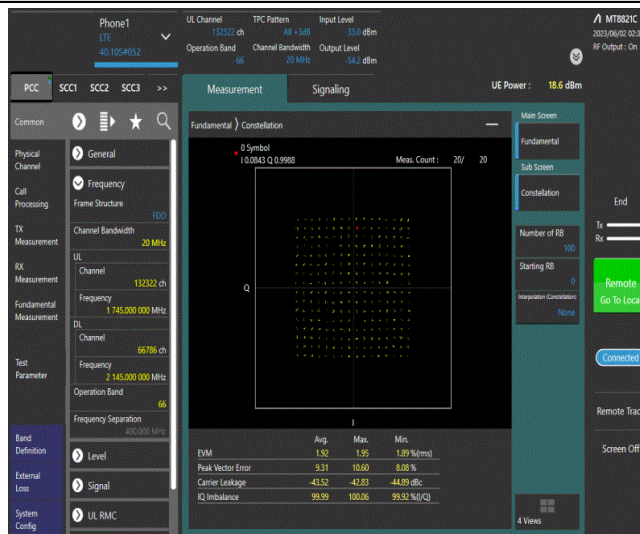 Phone1
LTE
40.105#052
UL Channel
132322 ch
TPC Pattern
All +3dB
Input Level
33.0 dBm
Operation Band
66
Channel Bandwidth
20 MHz
Output Level
-54.2 dBm
MT8821C
2023/06/02 02:3
RF Output : On
PCC SCC1 SCC2 SCC3 >>
Measurement
Signaling
UE Power : 18.6 dBm
Common
Physical
Channel
Call
Processing
TX
Measurement
RX
Measurement
Fundamental
Measurement
Test
Parameter
Band
Definition
External
Loss
System
Config
General
Frequency
Frame Structure
FDD
Channel Bandwidth
20 MHz
UL
Channel
132322 ch
Frequency
1 745.000 000 MHz
DL
Channel
66786 ch
Frequency
2 145.000 000 MHz
Operation Band
66
Frequency Separation
400.000 MHz
Level
Signal
UL RMC
Fundamental ⟩ Constellation
0 Symbol
I 0.0843 Q 0.9988
Meas. Count : 20/ 20
Q
I
Avg. Max. Min.
EVM 1.92 1.95 1.89 %(rms)
Peak Vector Error 9.31 10.60 8.08 %
Carrier Leakage -43.52 -42.83 -44.89 dBc
IQ Imbalance 99.99 100.06 99.92 %(I/Q)
Main Screen
Fundamental
Sub Screen
Constellation
Number of RB
100
Starting RB
0
Interpolation (Constellation)
None
4 Views
End
Tx
Rx
Remote
Go To Loca
Connected
Remote Trac
Screen Off